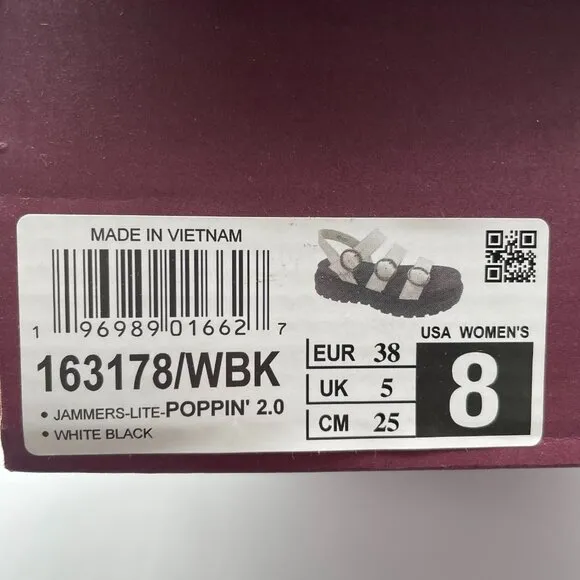 MADE IN VIETNAM
1 96989 01662 7
163178/WBK
• JAMMERS-LITE-POPPIN' 2.0
• WHITE BLACK
EUR 38
UK 5
CM 25
USA WOMEN'S
8